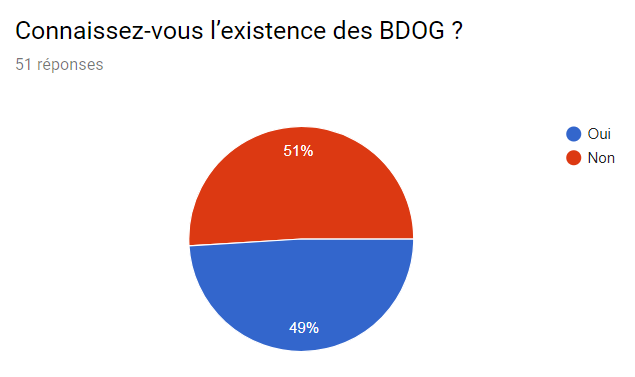 Connaissez-vous l’existence des BDOG ?
51 réponses
Oui
Non
51%
49%